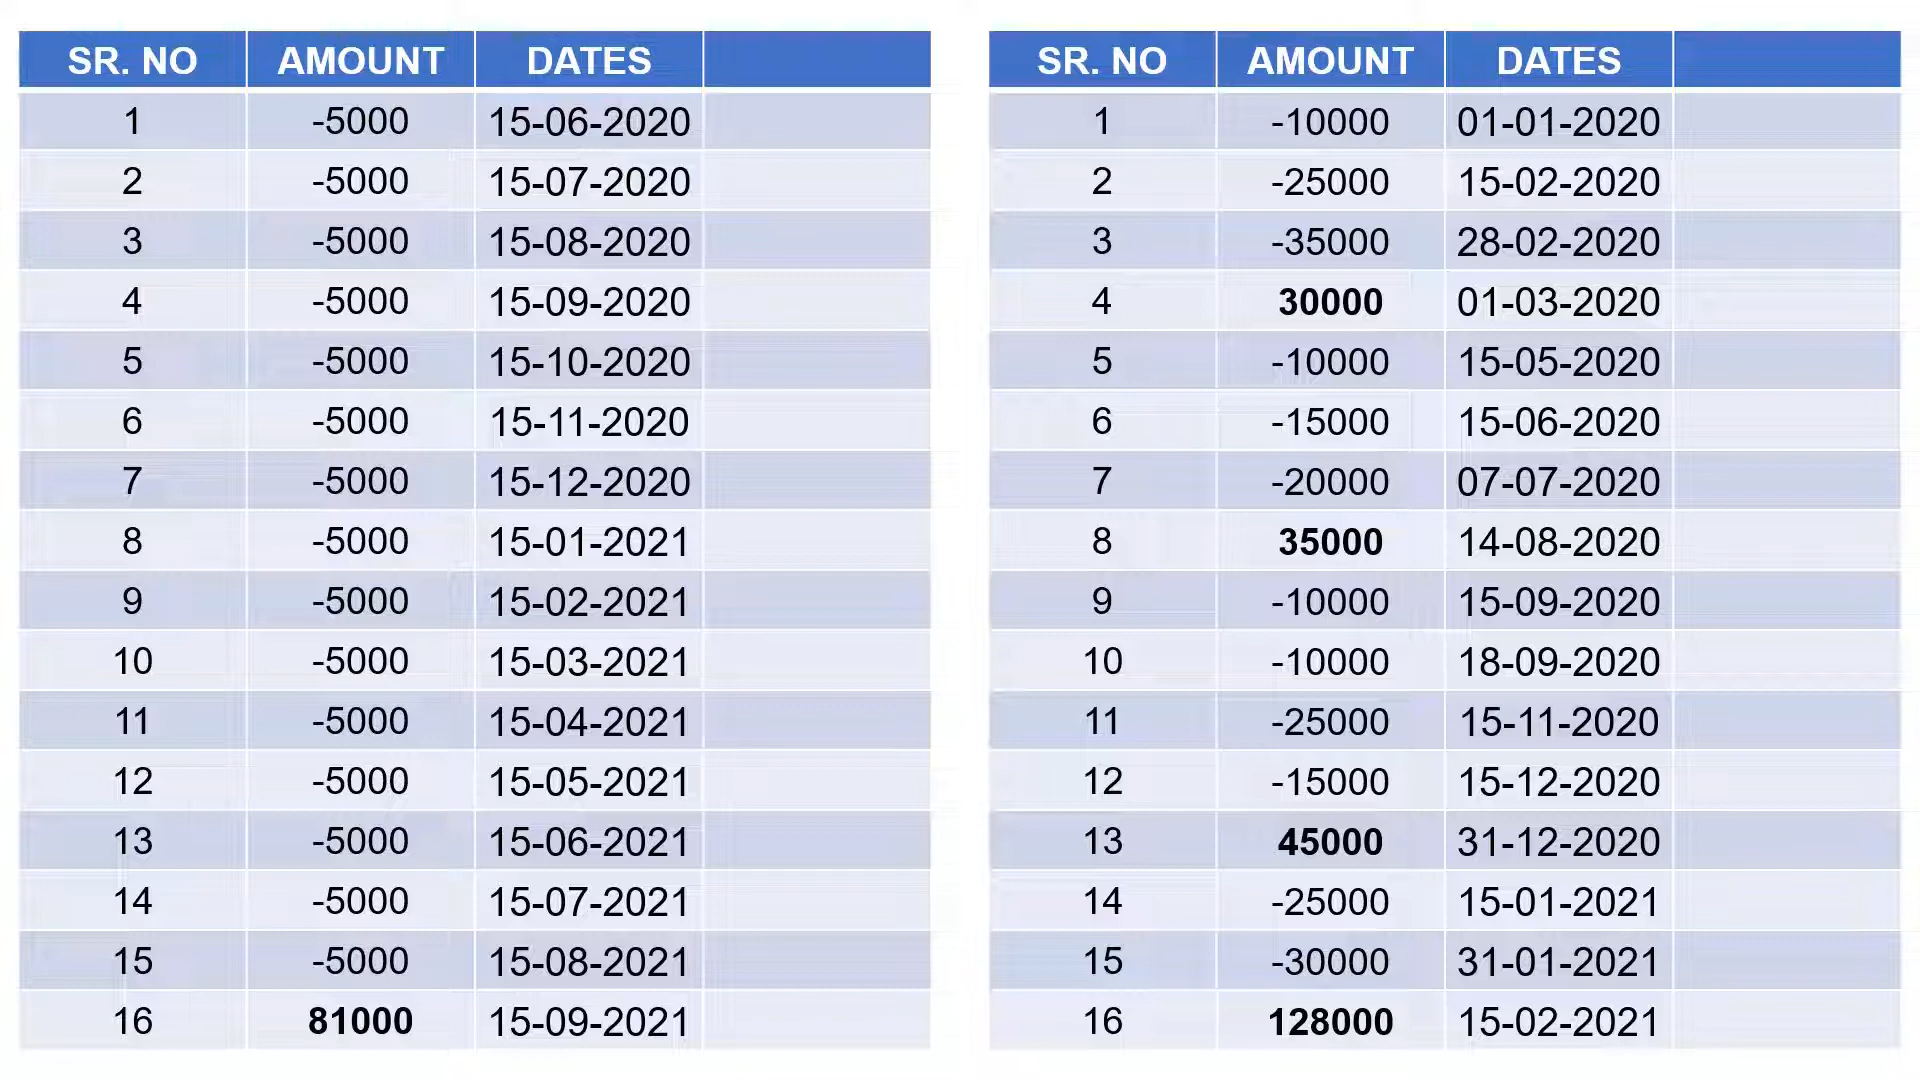 SR. NO AMOUNT DATES
1 -5000 15-06-2020
2 -5000 15-07-2020
3 -5000 15-08-2020
4 -5000 15-09-2020
5 -5000 15-10-2020
6 -5000 15-11-2020
7 -5000 15-12-2020
8 -5000 15-01-2021
9 -5000 15-02-2021
10 -5000 15-03-2021
11 -5000 15-04-2021
12 -5000 15-05-2021
13 -5000 15-06-2021
14 -5000 15-07-2021
15 -5000 15-08-2021
16 81000 15-09-2021
SR. NO AMOUNT DATES
1 -10000 01-01-2020
2 -25000 15-02-2020
3 -35000 28-02-2020
4 30000 01-03-2020
5 -10000 15-05-2020
6 -15000 15-06-2020
7 -20000 07-07-2020
8 35000 14-08-2020
9 -10000 15-09-2020
10 -10000 18-09-2020
11 -25000 15-11-2020
12 -15000 15-12-2020
13 45000 31-12-2020
14 -25000 15-01-2021
15 -30000 31-01-2021
16 128000 15-02-2021